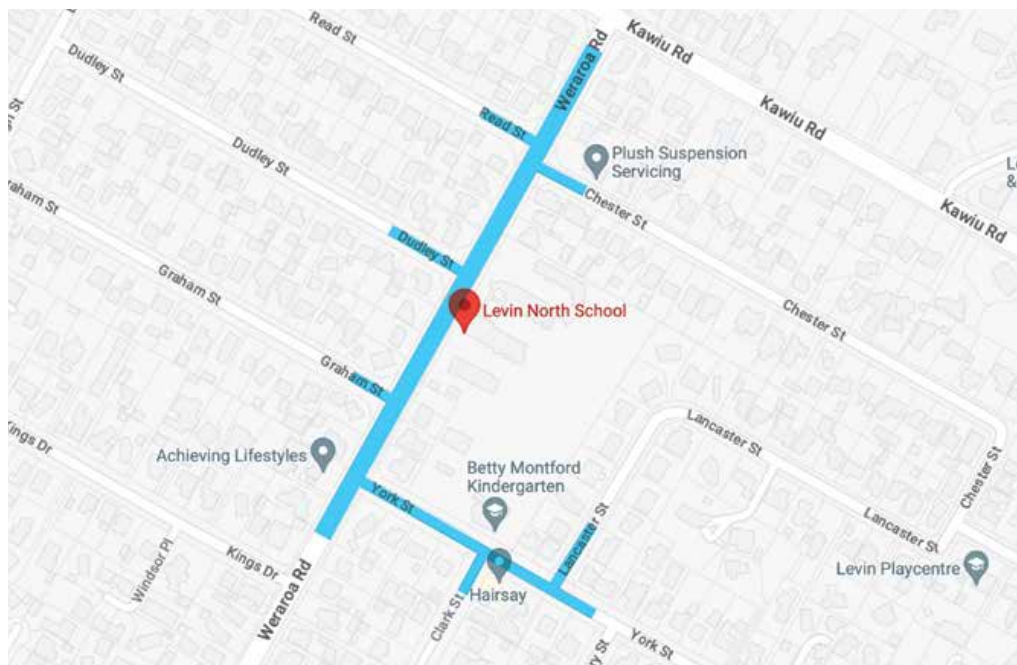 Read St
Kawiu Rd
Weraroa Rd
Dudley St
Kawiu Rd
Read St
Plush Suspension
Servicing
Dudley St
Chester St
Kawiu Rd
Dudley St
Graham St
Levin North School
Chester St
Graham St
Lancaster St
Kings Dr
Achieving Lifestyles
Betty Montford
Kindergarten
Chester St
York St
Lancaster St
Lancaster St
Windsor Pl
Kings Dr
Levin Playcentre
Weraroa Rd
Hairsay
Clark St
York St